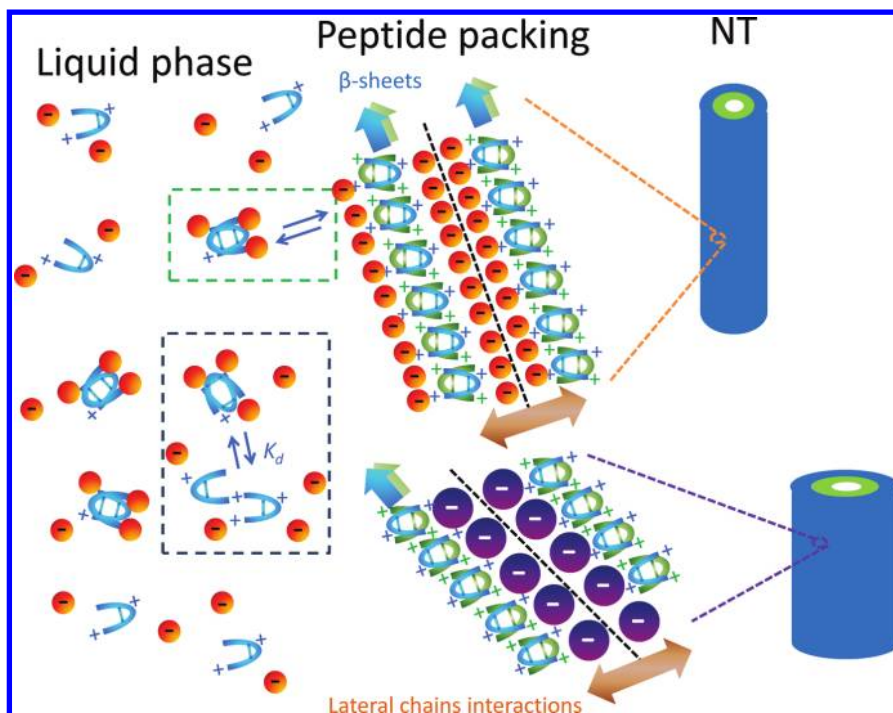 Liquid phase
Peptide packing
NT
β-sheets
K_d
Lateral chains interactions